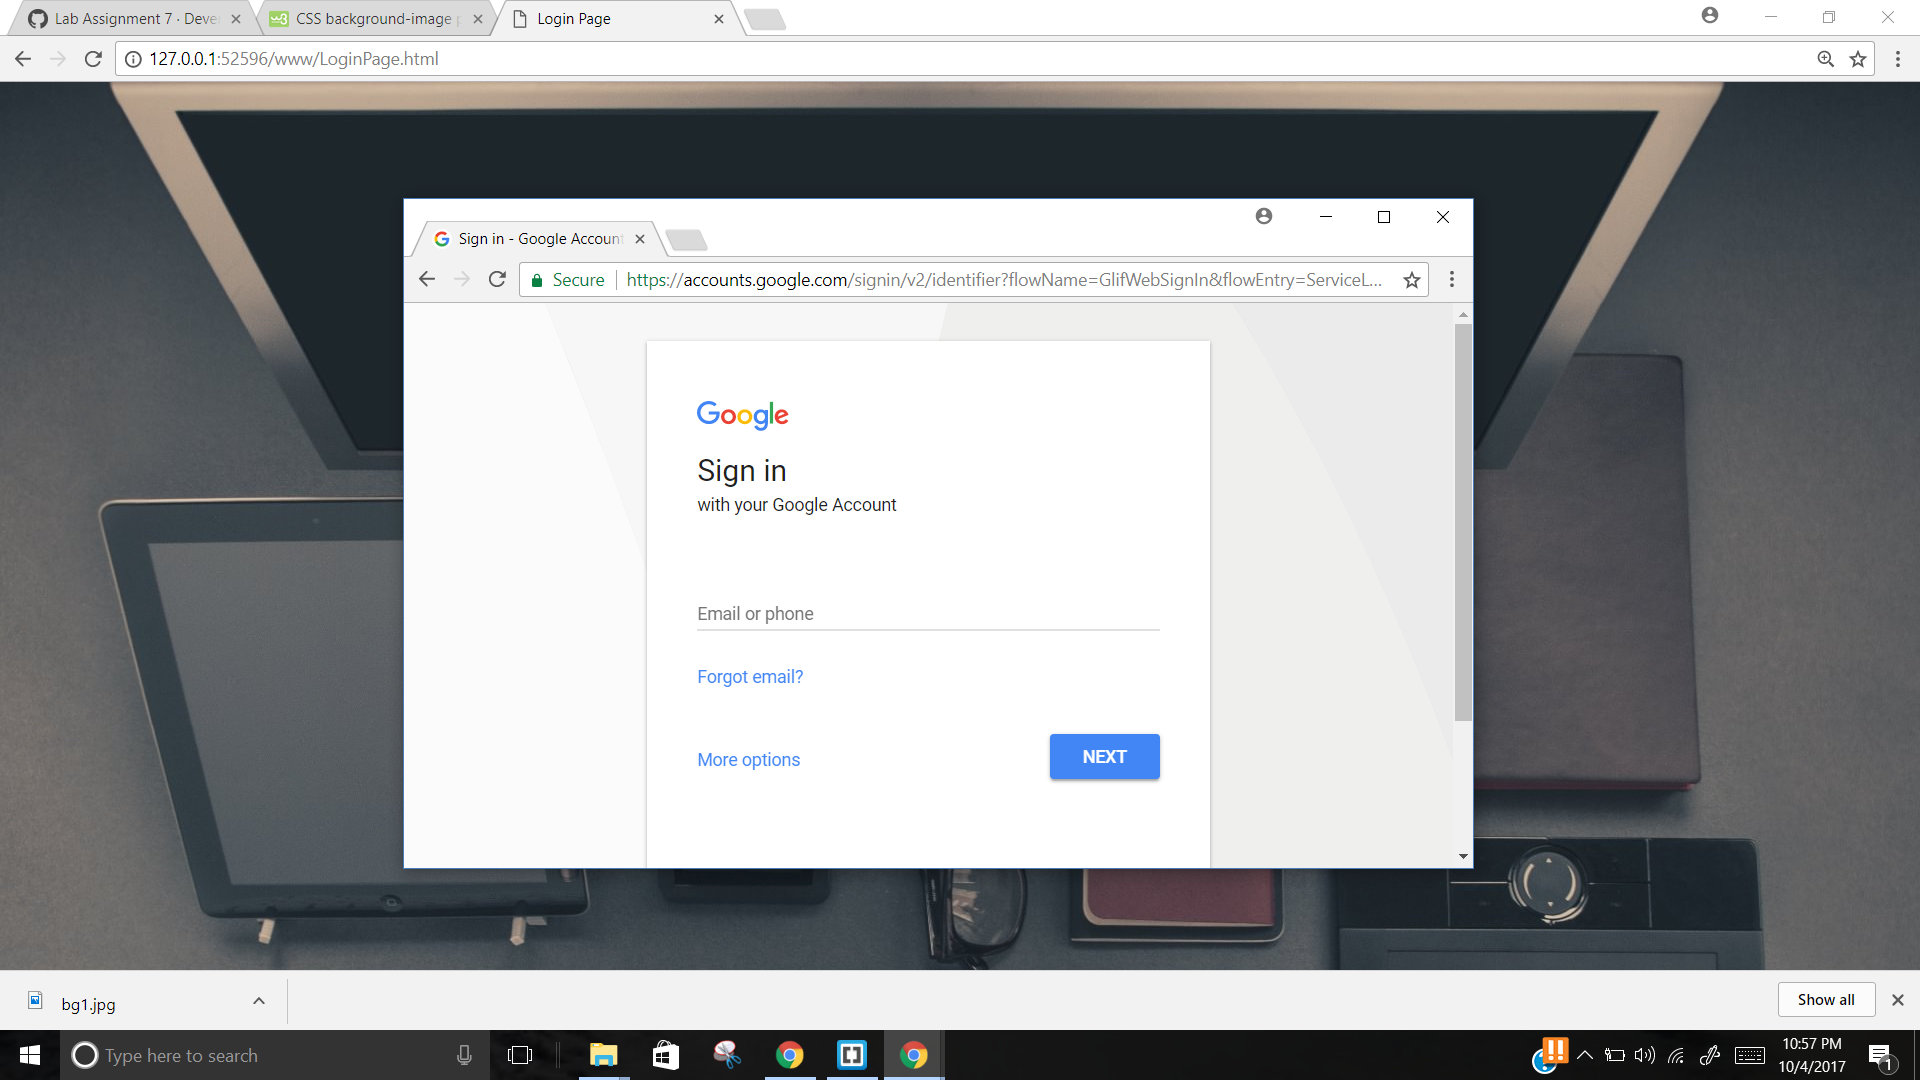 Lab Assignment 7 · Deve
CSS background-image
Login Page
127.0.0.1:52596/www/LoginPage.html
Sign in - Google Account
Secure
https://accounts.google.com/signin/v2/identifier?flowName=GlifWebSignIn&flowEntry=ServiceL...
Google
Sign in
with your Google Account
Email or phone
Forgot email?
More options
NEXT
bg1.jpg
Show all
Type here to search
10:57 PM
10/4/2017
1